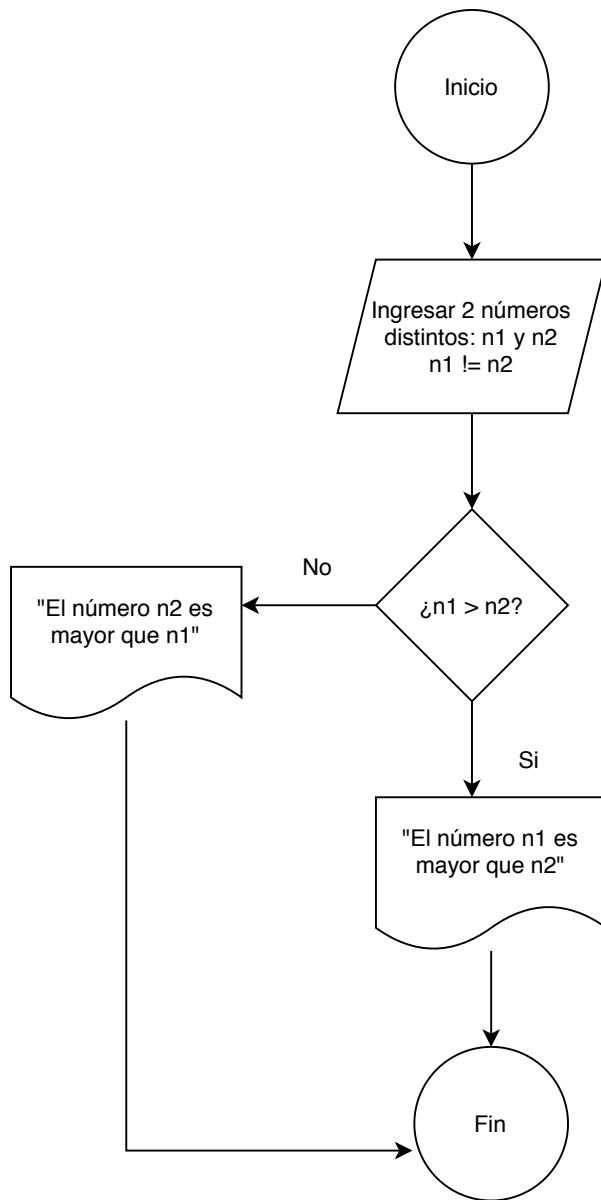 Inicio
Ingresar 2 números
distintos: n1 y n2
n1 != n2
¿n1 > n2?
No
"El número n2 es
mayor que n1"
Si
"El número n1 es
mayor que n2"
Fin